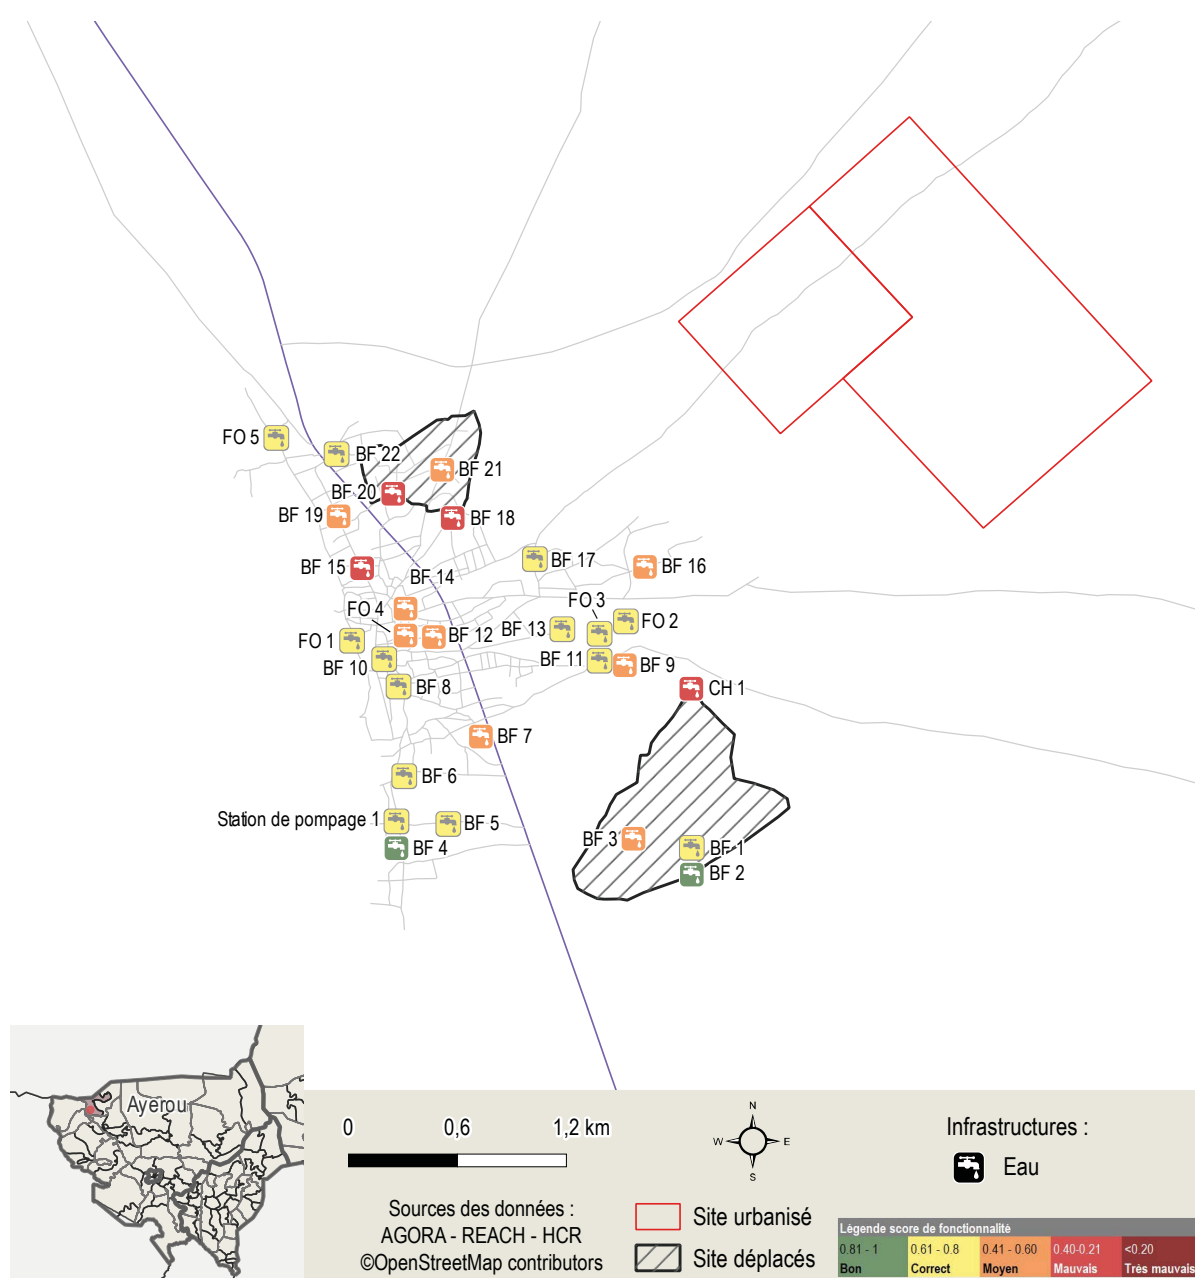 FO 5
BF 22
BF 21
BF 20
BF 19
BF 18
BF 15
BF 17
BF 16
BF 14
FO 4
FO 3
FO 2
FO 1
BF 12
BF 13
BF 10
BF 11
BF 9
BF 8
CH 1
BF 7
BF 6
Station de pompage 1
BF 5
BF 4
BF 3
BF 1
BF 2
Ayerou
0 0,6 1,2 km
N
W E
S
Infrastructures :
Eau
Sources des données :
AGORA - REACH - HCR
©OpenStreetMap contributors
Site urbanisé
Site déplacés
Légende score de fonctionnalité
0.81 - 1 0.61 - 0.8 0.41 - 0.60 0.40-0.21 <0.20
Bon Correct Moyen Mauvais Très mauvais